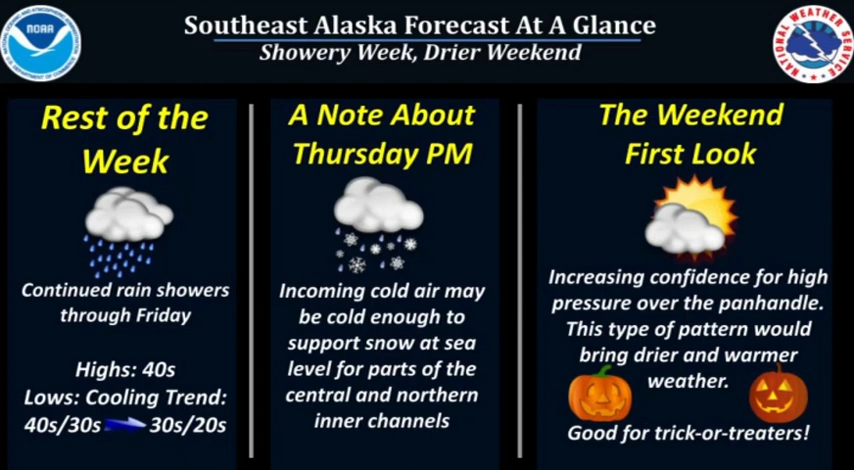 Southeast Alaska Forecast At A Glance
Showery Week, Drier Weekend
NOAA
NATIONAL WEATHER SERVICE
Rest of the
Week
Continued rain showers
through Friday
Highs: 40s
Lows: Cooling Trend:
40s/30s 30s/20s
A Note About
Thursday PM
Incoming cold air may
be cold enough to
support snow at sea
level for parts of the
central and northern
inner channels
The Weekend
First Look
Increasing confidence for high
pressure over the panhandle.
This type of pattern would
bring drier and warmer
weather.
Good for trick-or-treaters!